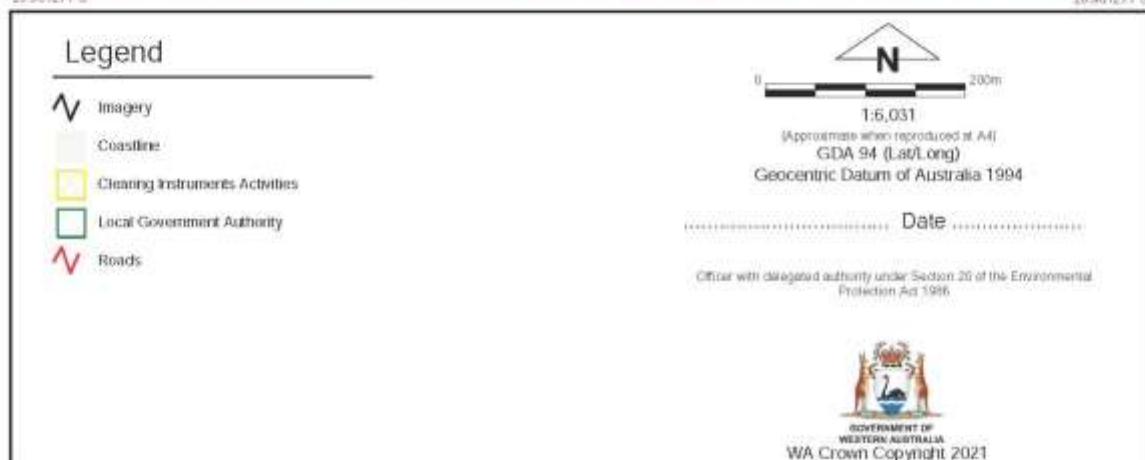 Legend
Imagery
Coastline
Clearing Instruments Activities
Local Government Authority
Roads
N
0 200m
1:6,031
(Approximate when reproduced at A4)
GDA 94 (Lat/Long)
Geocentric Datum of Australia 1994
................................ Date ....................
Officer with delegated authority under Section 20 of the Environmental
Protection Act 1986
GOVERNMENT OF
WESTERN AUSTRALIA
WA Crown Copyright 2021